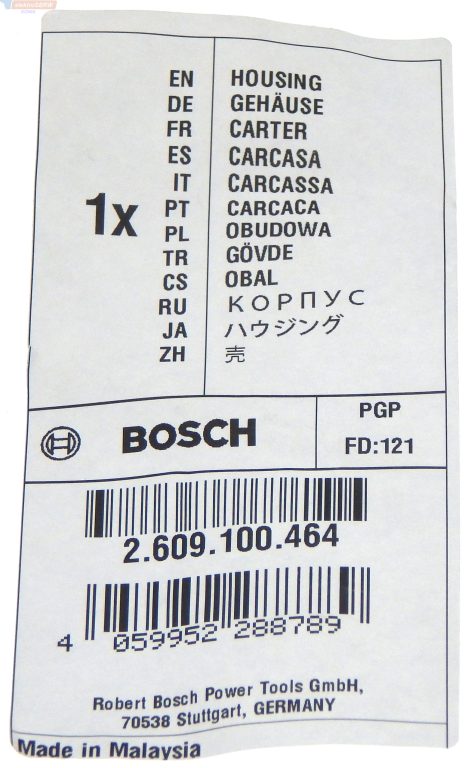 elektroSERW
1x
EN HOUSING
DE GEHÄUSE
FR CARTER
ES CARCASA
IT CARCASSA
PT CARCACA
PL OBUDOWA
TR GÖVDE
CS OBAL
RU КОРПУС
JA ハウジング
ZH 壳
BOSCH
PGP
FD:121
2.609.100.464
4 059952 288789
Robert Bosch Power Tools GmbH,
70538 Stuttgart, GERMANY
Made in Malaysia